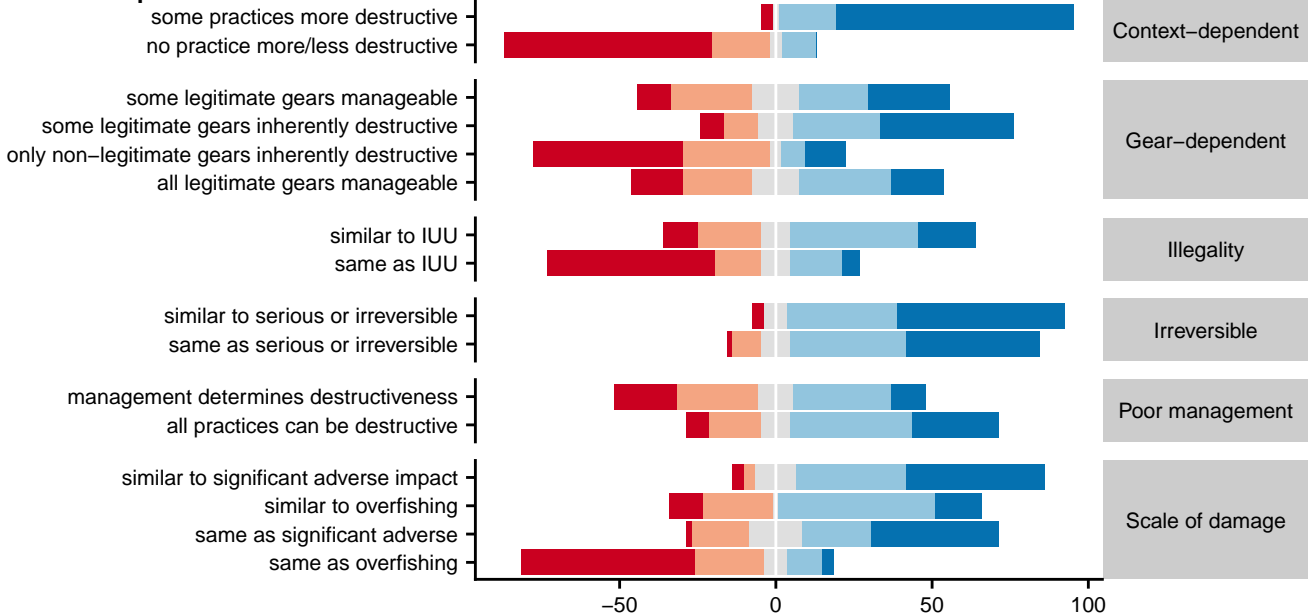 some practices more destructive
no practice more/less destructive
Context−dependent
some legitimate gears manageable
some legitimate gears inherently destructive
only non−legitimate gears inherently destructive
all legitimate gears manageable
Gear−dependent
similar to IUU
same as IUU
Illegality
similar to serious or irreversible
same as serious or irreversible
Irreversible
management determines destructiveness
all practices can be destructive
Poor management
similar to significant adverse impact
similar to overfishing
same as significant adverse
same as overfishing
Scale of damage
−50 0 50 100